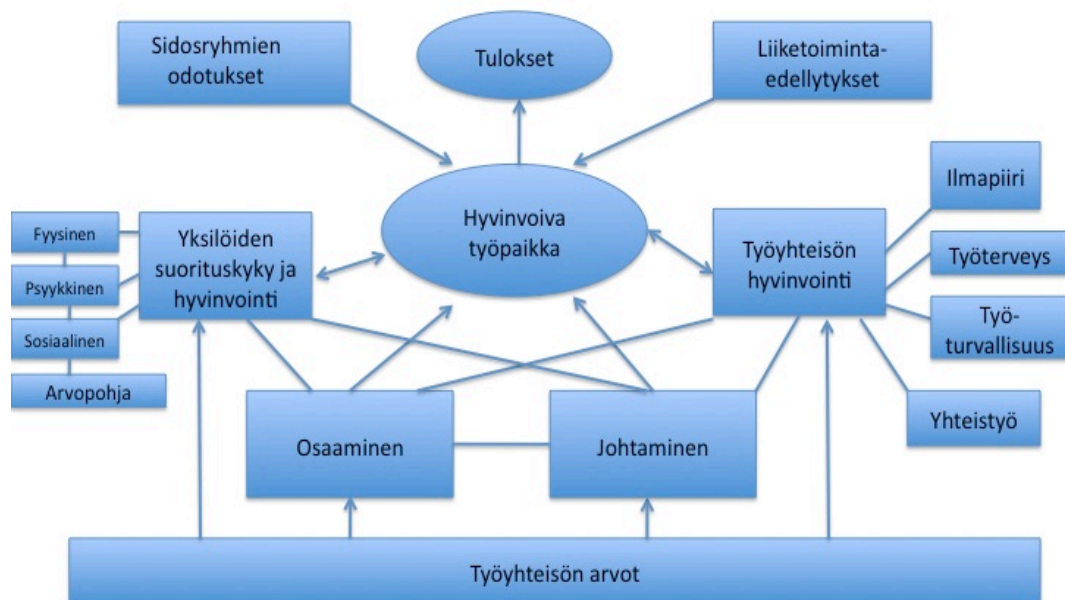 Sidosryhmien
odotukset
Tulokset
Liiketoiminta-
edellytykset
Hyvinvoiva
työpaikka
Ilmapiiri
Fyysinen
Psyykkinen
Sosiaalinen
Arvopohja
Yksilöiden
suorituskyky ja
hyvinvointi
Työyhteisön
hyvinvointi
Työterveys
Työ-
turvallisuus
Yhteistyö
Osaaminen
Johtaminen
Työyhteisön arvot